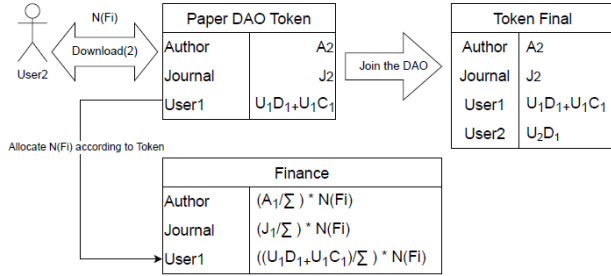 N(Fi)
Download(2)
User2
Paper DAO Token
Author A2
Journal J2
User1 U₁D₁₊U₁C₁
Join the DAO
Token Final
Author A2
Journal J2
User1 U₁D₁₊U₁C₁
User2 U₂D₁
Allocate N(Fi) according to Token
Finance
Author (A₁/∑ ) * N(Fi)
Journal (J₁/∑ ) * N(Fi)
User1 ((U₁D₁₊U₁C₁)/∑ ) * N(Fi)